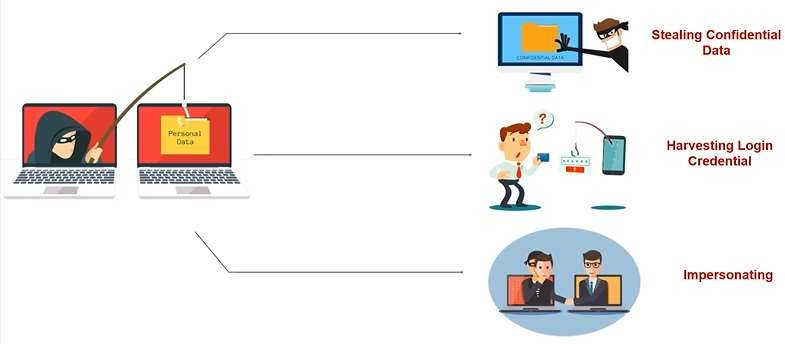 Stealing Confidential
Data
CONFIDENTIAL DATA
Personal
Data
?
Harvesting Login
Credential
Impersonating